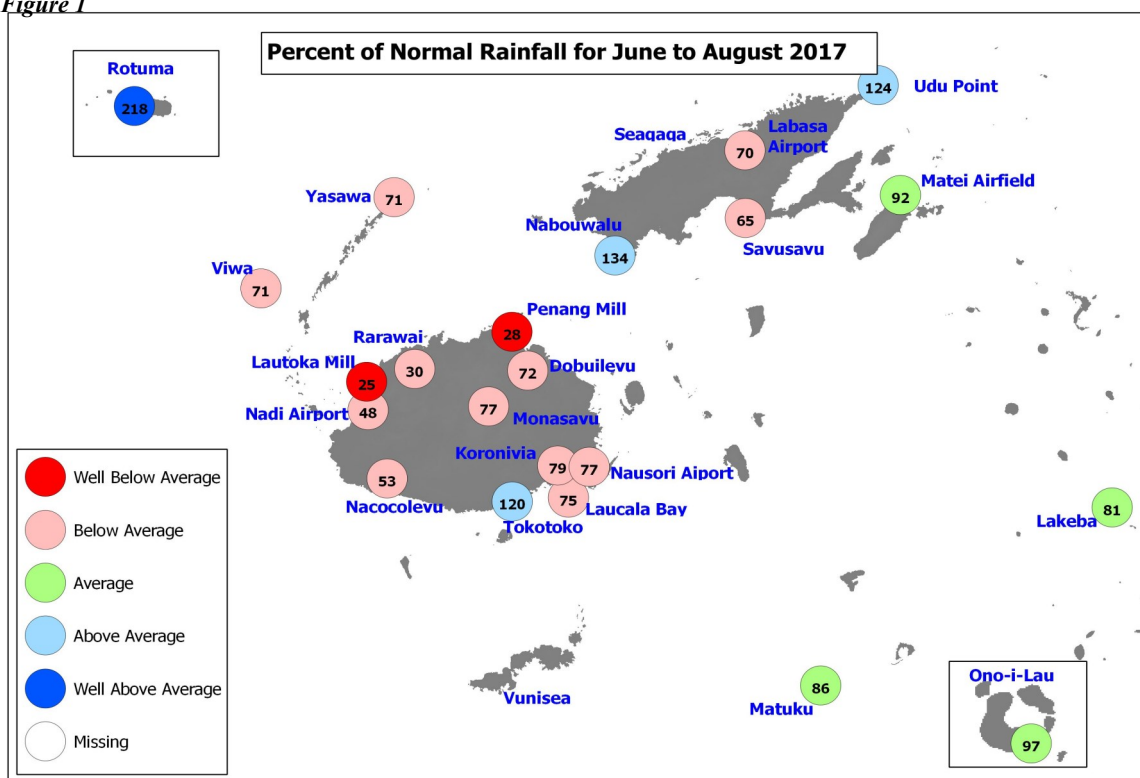 Figure 1
Percent of Normal Rainfall for June to August 2017
Rotuma
218
124
Udu Point
Seagaga
Labasa
Airport
70
Matei Airfield
92
Yasawa
71
Nabouwalu
65
Savusavu
134
Viwa
71
Penang Mill
28
Rarawai
30
Lautoka Mill
25
72
Dobuilevu
Nadi Airport
48
77
Monasavu
Koronivia
79
77
Nausori Aiport
53
Nacocolevu
120
Tokotoko
75
Laucala Bay
81
Lakeba
86
Matuku
Vunisea
Ono-i-Lau
97
Well Below Average
Below Average
Average
Above Average
Well Above Average
Missing